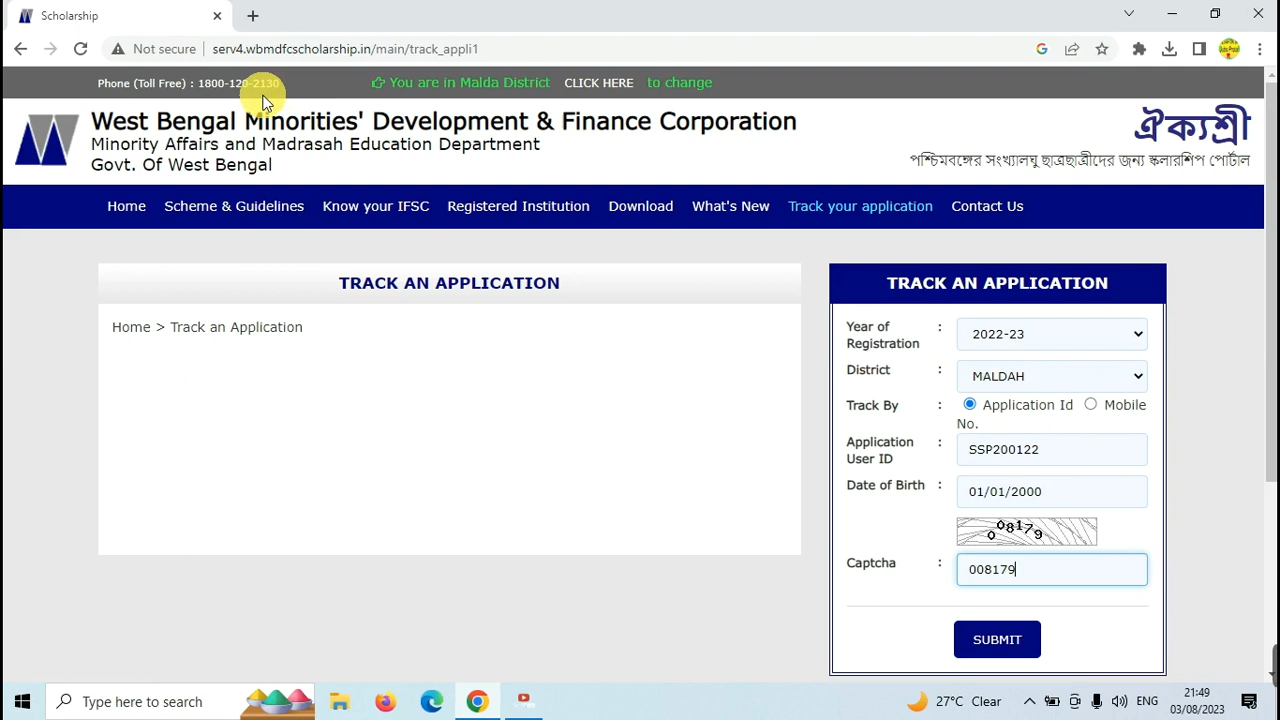 Scholarship
Not secure serv4.wbmdfcscholarship.in/main/track_appli1
Phone (Toll Free) : 1800-120-2130 You are in Malda District CLICK HERE to change
West Bengal Minorities' Development & Finance Corporation
Minority Affairs and Madrasah Education Department
Govt. Of West Bengal
ঐক্যশ্রী
পশ্চিমবঙ্গের সংখ্যালঘু ছাত্রছাত্রীদের জন্য স্কলারশিপ পোর্টাল
Home Scheme & Guidelines Know your IFSC Registered Institution Download What's New Track your application Contact Us
TRACK AN APPLICATION
Home > Track an Application
TRACK AN APPLICATION
Year of Registration : 2022-23
District : MALDAH
Track By : Application Id Mobile
No.
Application User ID : SSP200122
Date of Birth : 01/01/2000
008179
Captcha : 008179
SUBMIT
Type here to search
27°C Clear ENG 21:49
03/08/2023